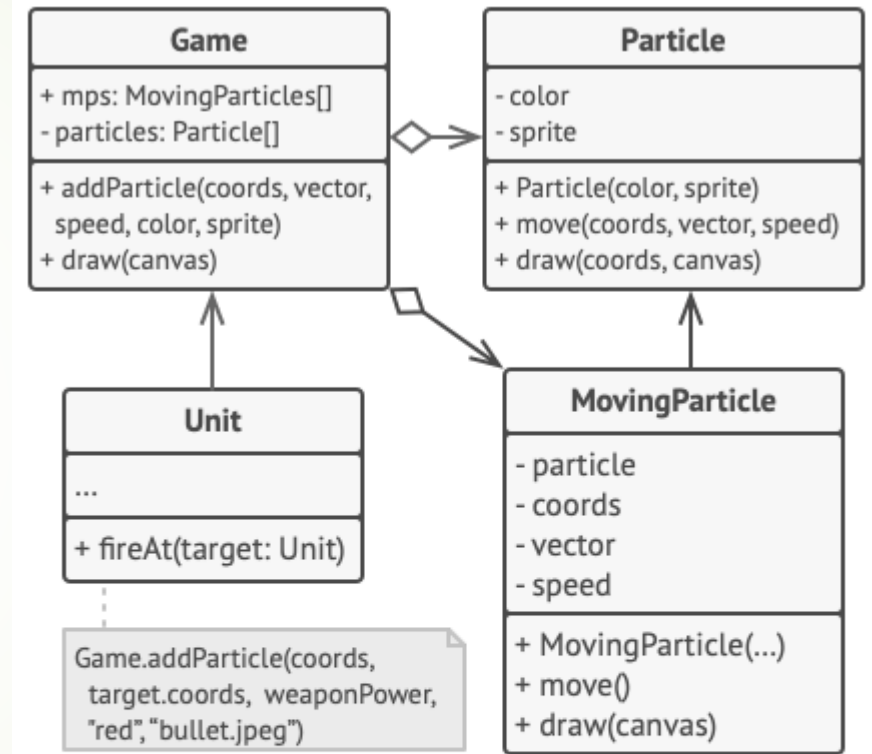 Game
+ mps: MovingParticles[]
- particles: Particle[]
+ addParticle(coords, vector,
speed, color, sprite)
+ draw(canvas)
Particle
- color
- sprite
+ Particle(color, sprite)
+ move(coords, vector, speed)
+ draw(coords, canvas)
Unit
...
+ fireAt(target: Unit)
Game.addParticle(coords,
target.coords, weaponPower,
"red", “bullet.jpeg")
MovingParticle
- particle
- coords
- vector
- speed
+ MovingParticle(...)
+ move()
+ draw(canvas)